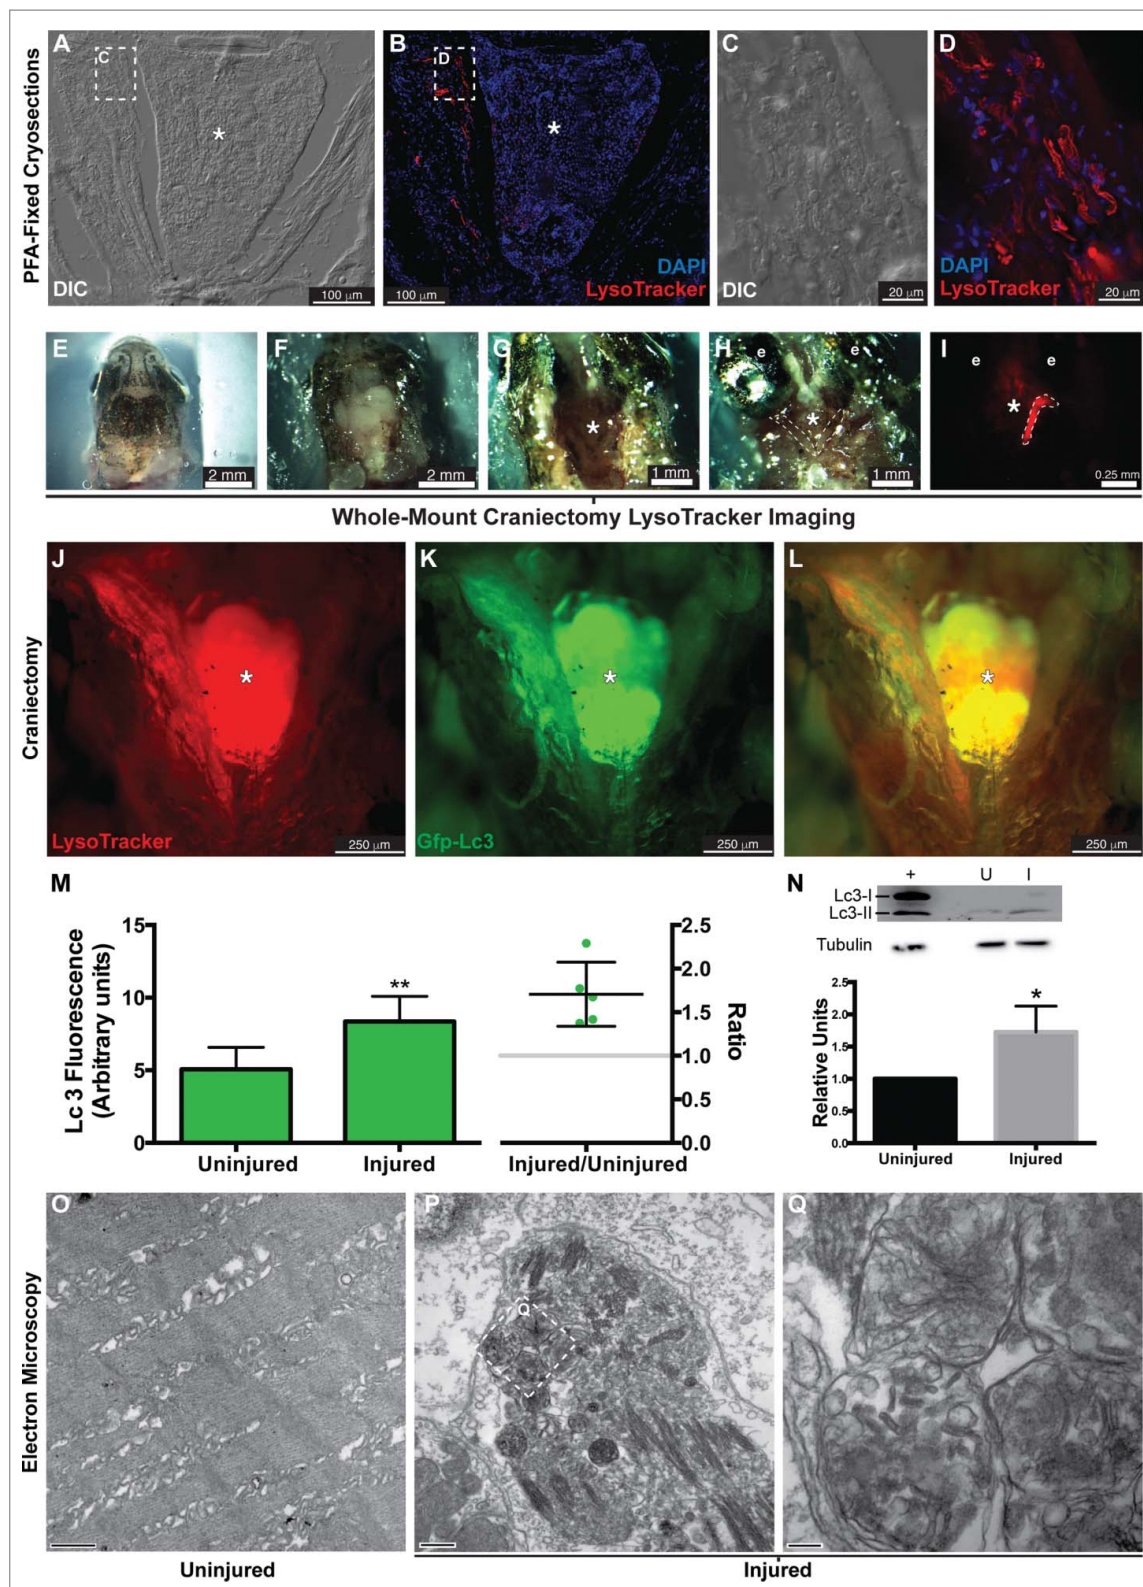 PFA-Fixed Cryosections
A
C
*
DIC
100 µm
B
D
*
DAPI
LysoTracker
100 µm
C
DIC
20 µm
D
DAPI
LysoTracker
20 µm
E
2 mm
F
2 mm
G
*
1 mm
H
e e
*
1 mm
I
e e
*
0.25 mm
Whole-Mount Craniectomy LysoTracker Imaging
Craniectomy
J
*
LysoTracker
250 µm
K
*
Gfp-Lc3
250 µm
L
*
250 µm
M
Lc 3 Fluorescence
(Arbitrary units)
15
10
5
0
**
Uninjured Injured
2.5
2.0
1.5
1.0
0.5
0.0
Ratio
Injured/Uninjured
N
+ U I
Lc3-I
Lc3-II
Tubulin
Relative Units
2.5
2.0
1.5
1.0
0.5
0.0
*
Uninjured Injured
Electron Microscopy
O
P
Q
Q
Uninjured
Injured